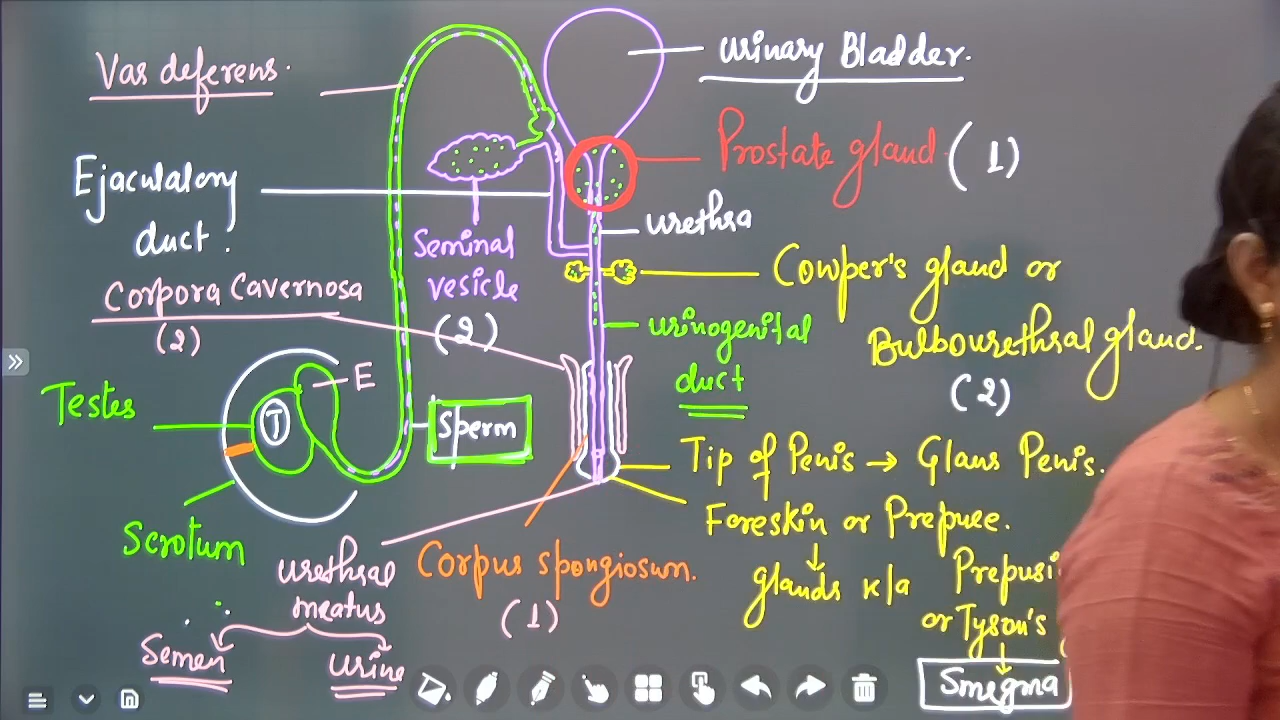 Vas deferens.
urinary Bladder.
Prostate gland (1)
Ejaculatory
duct.
urethra
Seminal
vesicle
(2)
Cowper's gland or
Bulbourethral gland.
(2)
Corpora Cavernosa
(2)
urinogenital
duct
E
Testes
T
Sperm
Tip of Penis → Glans Penis.
Foreskin or Prepuce.
glands k/a Prepusi
or Tyson's
Smegma
Scrotum
urethral
meatus
Semen
urine
Corpus spongiosum.
(1)